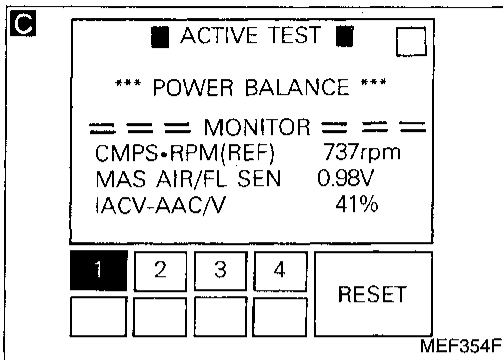 C
■ ACTIVE TEST ■
*** POWER BALANCE ***
= = = MONITOR = = =
CMPS•RPM(REF) 737rpm
MAS AIR/FL SEN 0.98V
IACV-AAC/V 41%
1 2 3 4
RESET
MEF354F